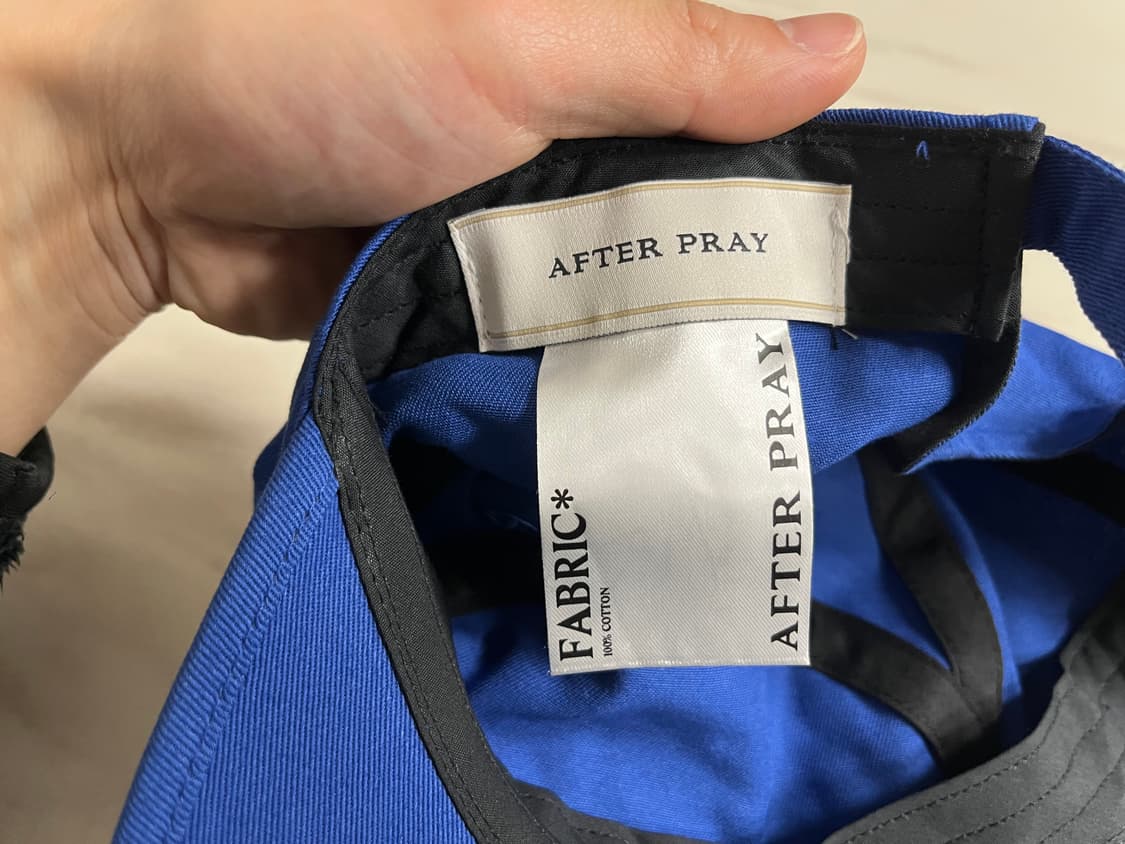 AFTER PRAY
FABRIC*
100% COTTON
AFTER PRAY